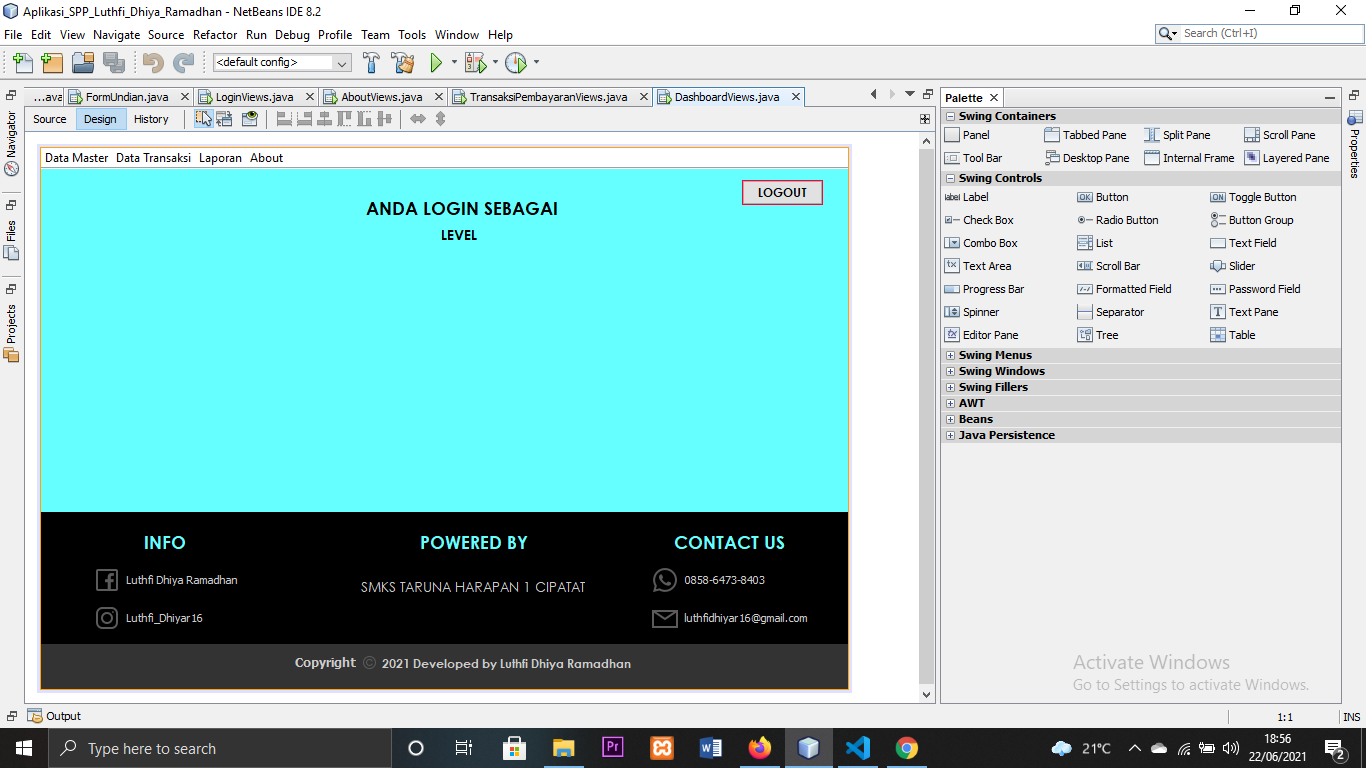 Aplikasi_SPP_Luthfi_Dhiya_Ramadhan - NetBeans IDE 8.2
File Edit View Navigate Source Refactor Run Debug Profile Team Tools Window Help
Search (Ctrl+I)
<default config>
...ava FormUndian.java LoginViews.java AboutViews.java TransaksiPembayaranViews.java DashboardViews.java
Source Design History
Navigator
Files
Projects
Data Master Data Transaksi Laporan About
LOGOUT
ANDA LOGIN SEBAGAI
LEVEL
INFO POWERED BY CONTACT US
Luthfi Dhiya Ramadhan SMKS TARUNA HARAPAN 1 CIPATAT 0858-6473-8403
Luthfi_Dhiyar16 luthfidhiyar16@gmail.com
Copyright © 2021 Developed by Luthfi Dhiya Ramadhan
Palette
Swing Containers
Panel Tabbed Pane Split Pane Scroll Pane
Tool Bar Desktop Pane Internal Frame Layered Pane
Swing Controls
label Label OK Button ON Toggle Button
Check Box Radio Button Button Group
Combo Box List Text Field
Text Area Scroll Bar Slider
Progress Bar Formatted Field Password Field
Spinner Separator Text Pane
Editor Pane Tree Table
Swing Menus
Swing Windows
Swing Fillers
AWT
Beans
Java Persistence
Properties
Activate Windows
Go to Settings to activate Windows.
Output
1:1 INS
Type here to search
Pr
21°C
18:56
22/06/2021
2